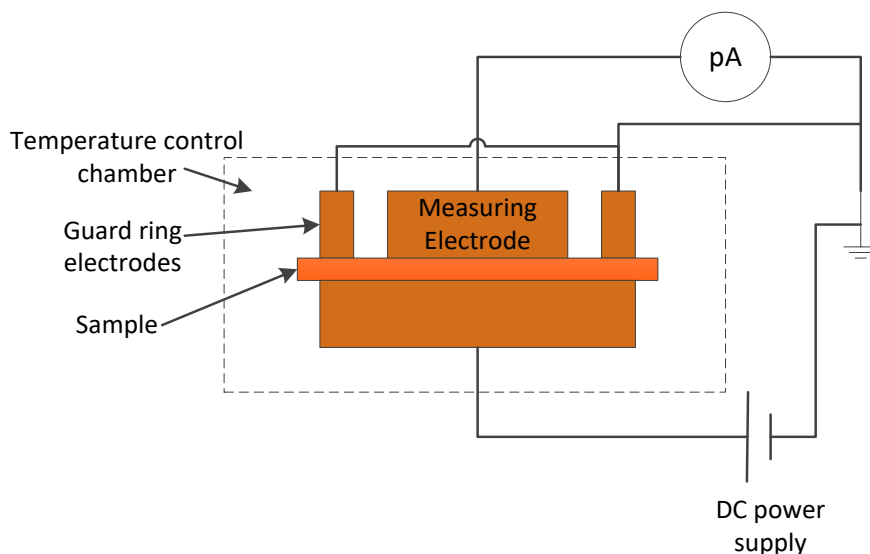 pA
Temperature control
chamber
Measuring
Electrode
Guard ring
electrodes
Sample
DC power
supply